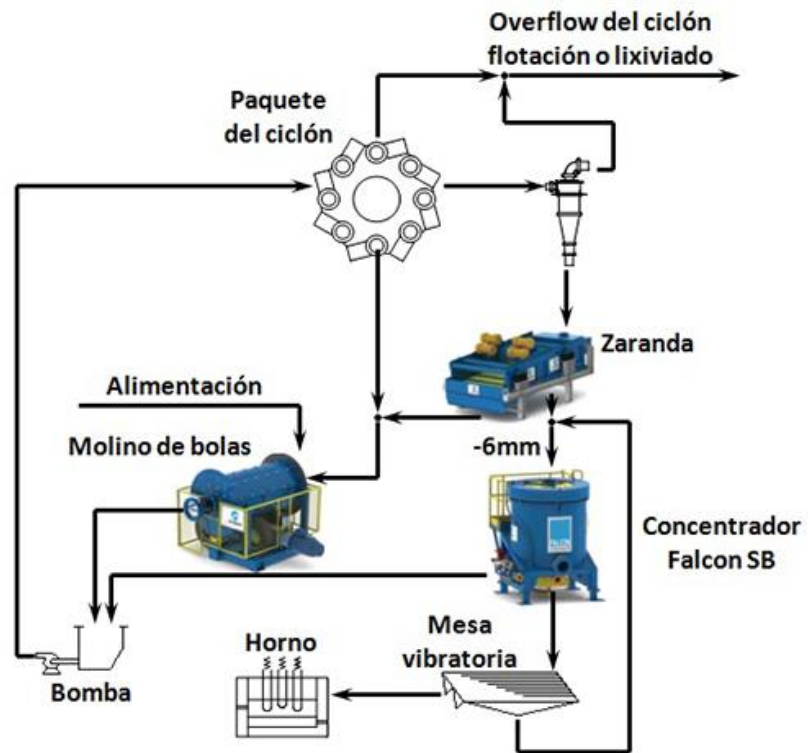 Overflow del ciclón
flotación o lixiviado
Paquete
del ciclón
Zaranda
Alimentación
Molino de bolas
-6mm
Concentrador
Falcon SB
FALCON
Mesa
vibratoria
Horno
Bomba